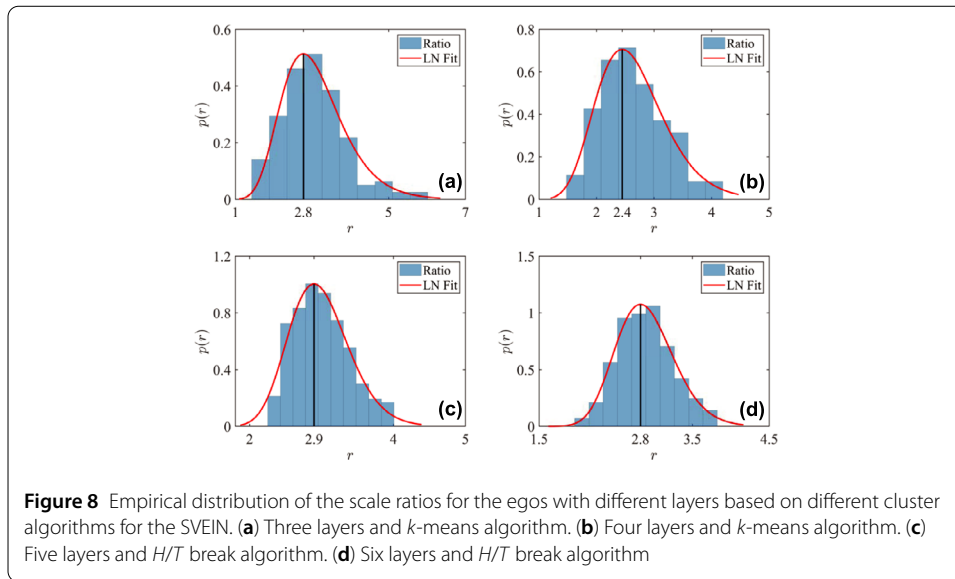 0.6
0.4
0.2
0
p(r)
Ratio
LN Fit
(a)
1 2.8 5 7
r
0.8
0.6
0.4
0.2
0
p(r)
Ratio
LN Fit
(b)
1 2 2.4 3 4 5
r
1.2
0.8
0.4
0
p(r)
Ratio
LN Fit
(c)
2 2.9 4 5
r
1.5
1
0.5
0
p(r)
Ratio
LN Fit
(d)
1.5 2.8 3.5 4.5
r
Figure 8 Empirical distribution of the scale ratios for the egos with different layers based on different cluster
algorithms for the SVEIN. (a) Three layers and k-means algorithm. (b) Four layers and k-means algorithm. (c)
Five layers and H/T break algorithm. (d) Six layers and H/T break algorithm